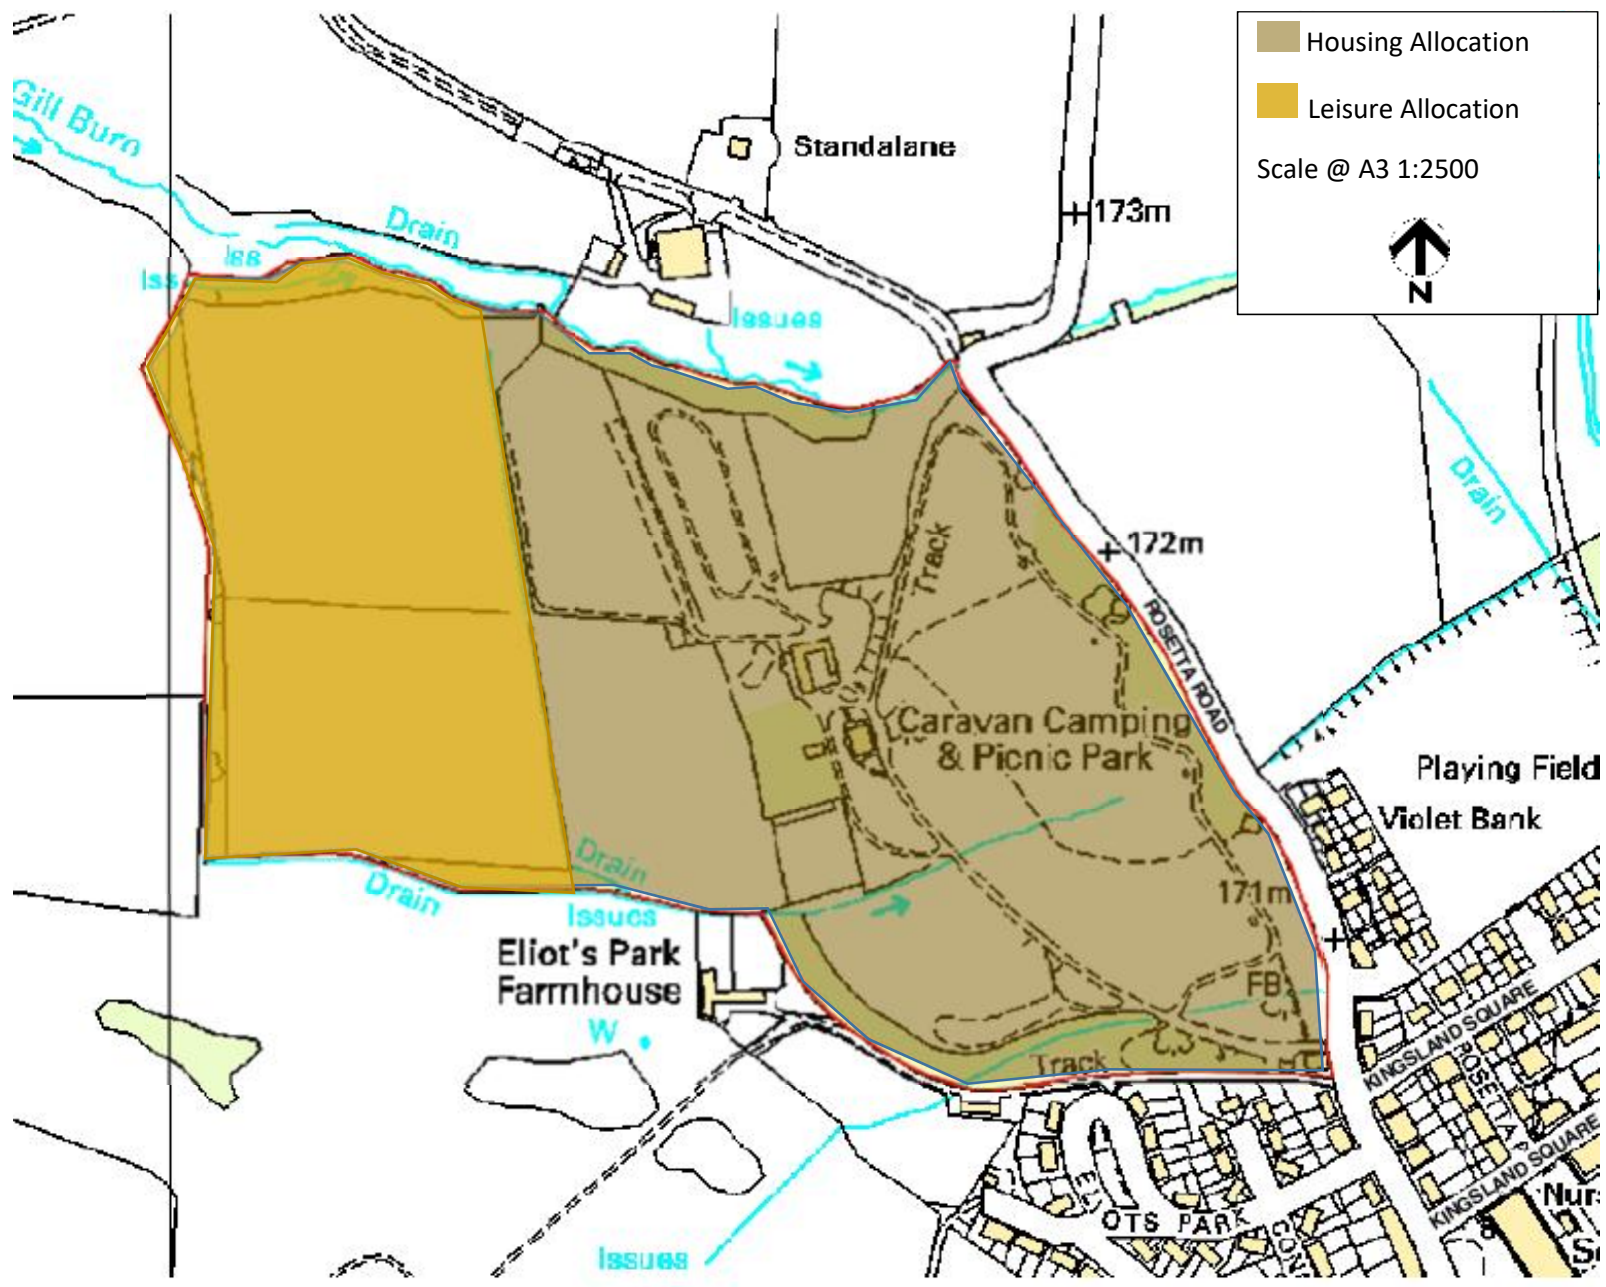 Housing Allocation
Leisure Allocation
Scale @ A3 1:2500
N
Gill Burn
Standalane
173m
Drain
Iss
Iss
Issues
Drain
Track
172m
ROSETTA ROAD
Caravan Camping
& Picnic Park
Playing Field
Violet Bank
Drain
Drain
171m
Issues
Eliot's Park
Farmhouse
FB
W
Track
KINGSLAND SQUARE
KINGSLAND SQUARE
OTS PARK
Issues